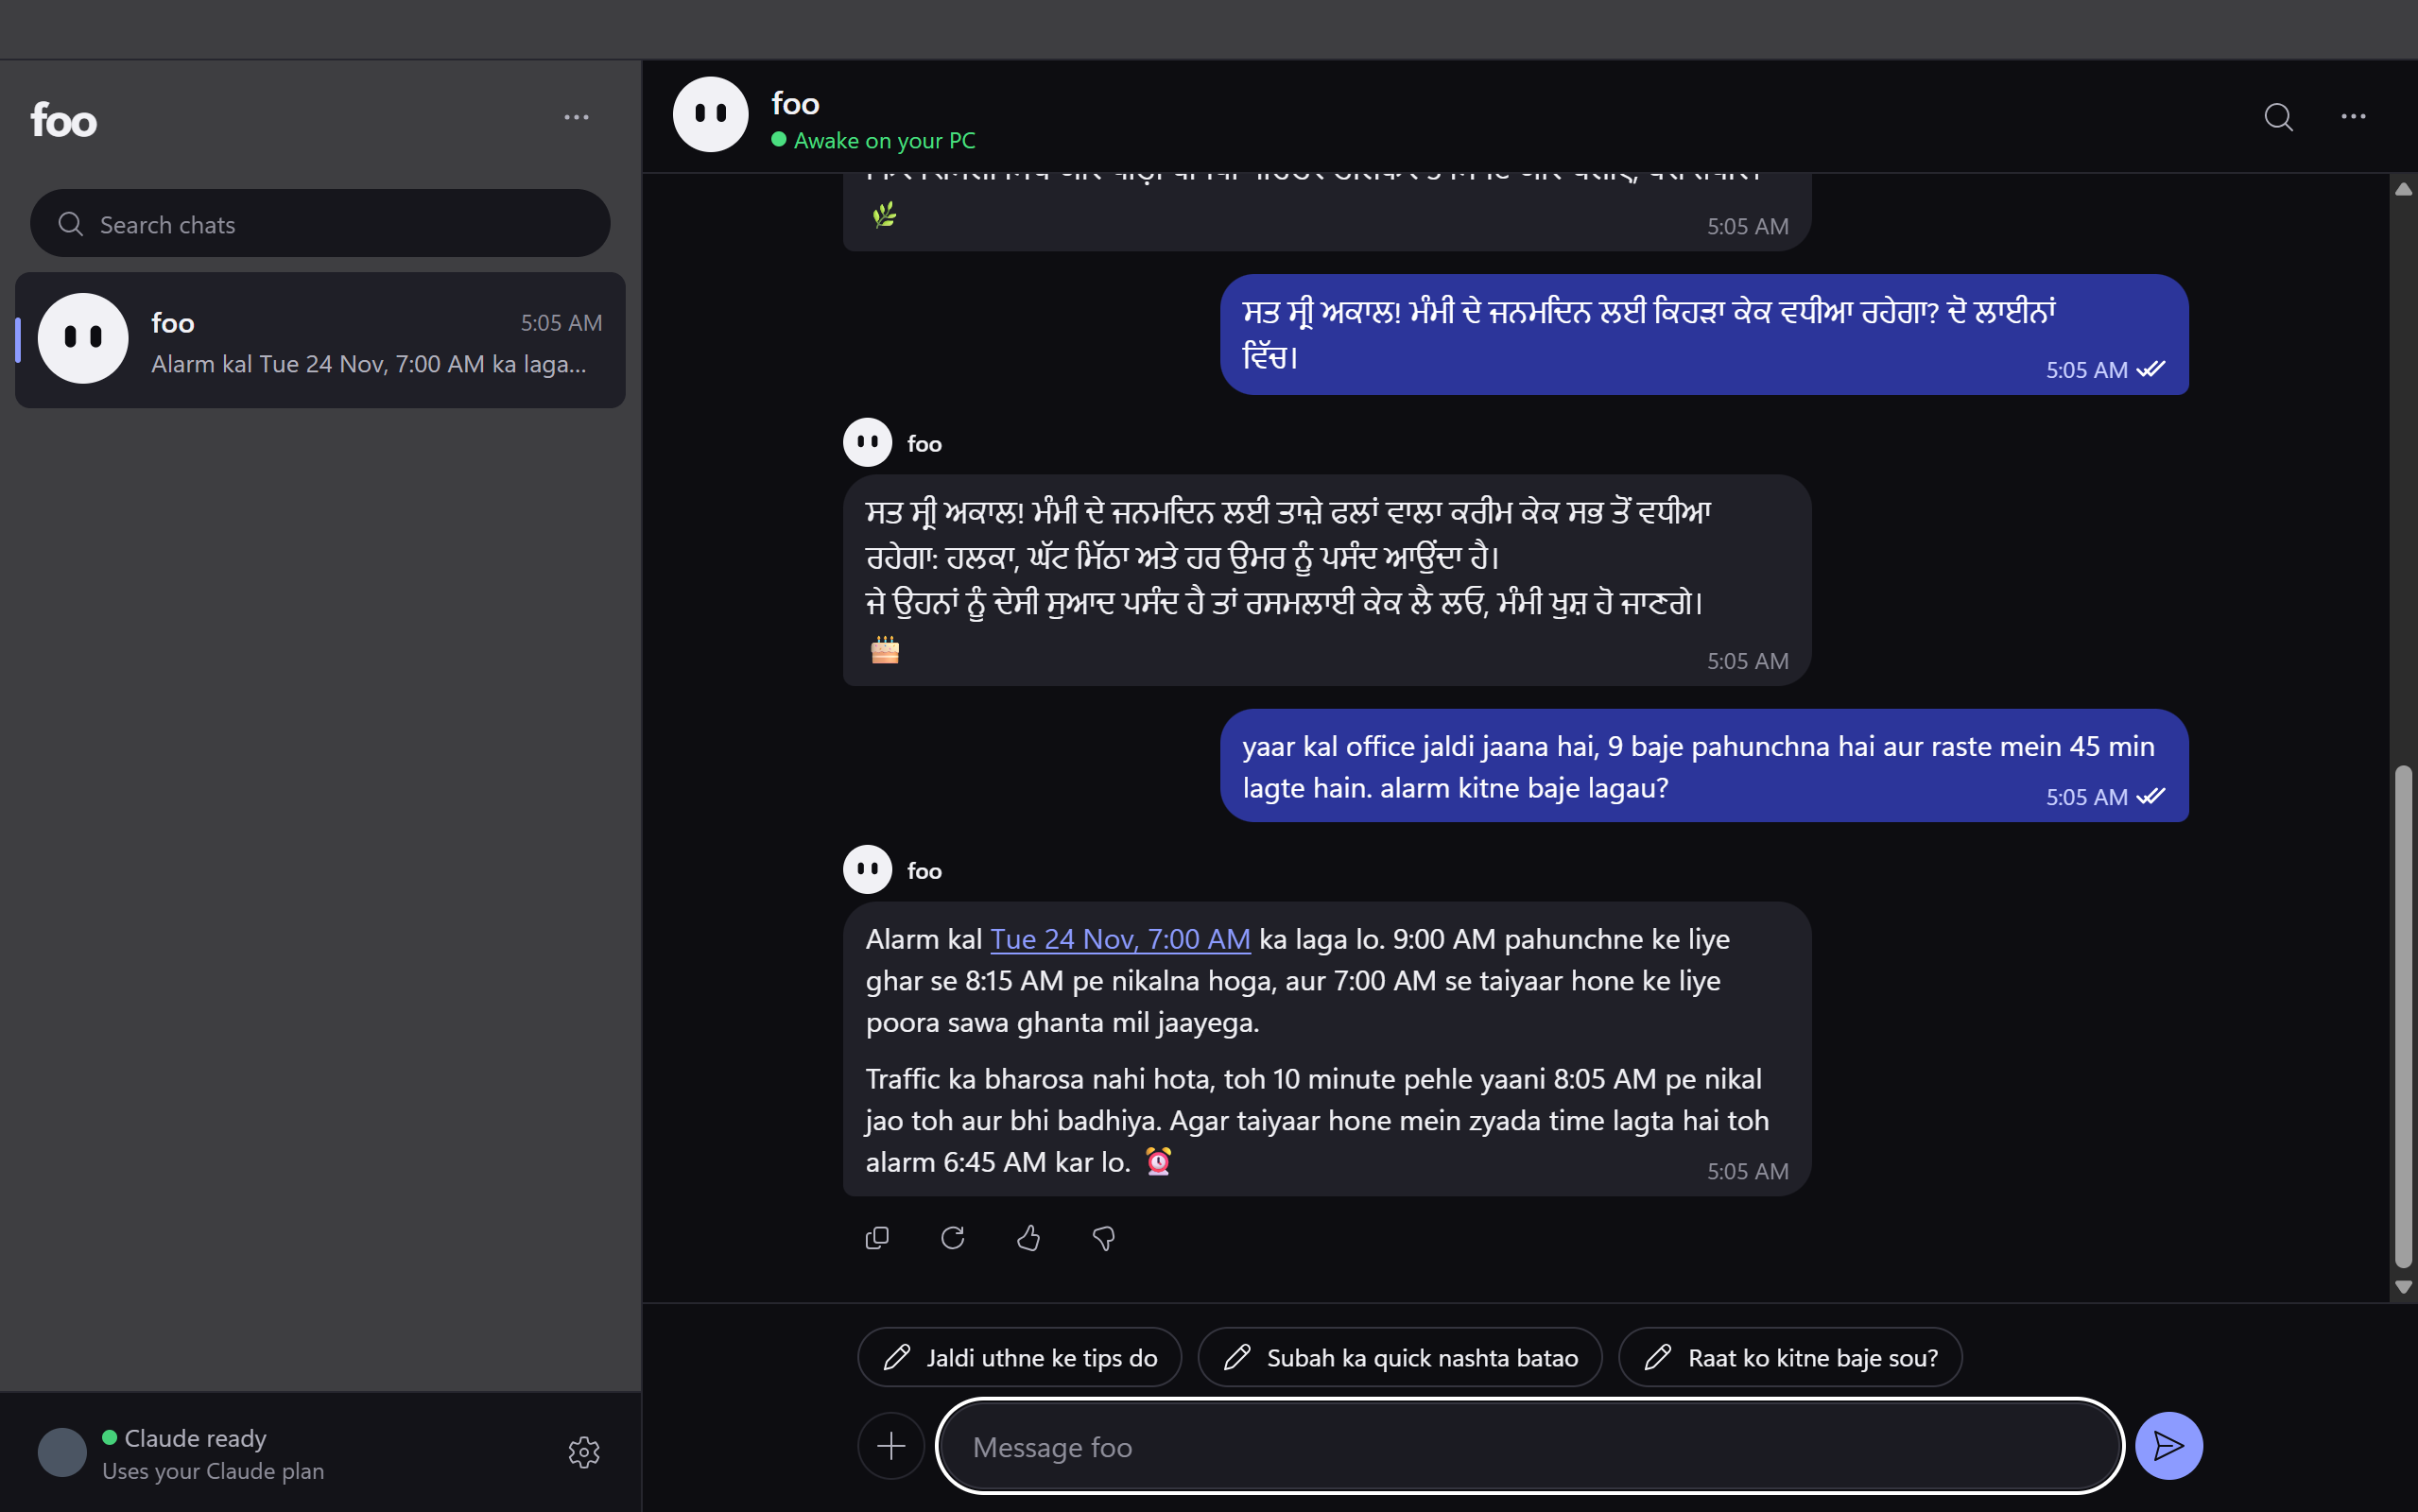 foo
Search chats
foo
5:05 AM
Alarm kal Tue 24 Nov, 7:00 AM ka laga...
Claude ready
Uses your Claude plan
foo
Awake on your PC
🌿
5:05 AM
ਸਤ ਸ੍ਰੀ ਅਕਾਲ! ਮੰਮੀ ਦੇ ਜਨਮਦਿਨ ਲਈ ਕਿਹੜਾ ਕੇਕ ਵਧੀਆ ਰਹੇਗਾ? ਦੋ ਲਾਈਨਾਂ
ਵਿੱਚ।
5:05 AM
foo
ਸਤ ਸ੍ਰੀ ਅਕਾਲ! ਮੰਮੀ ਦੇ ਜਨਮਦਿਨ ਲਈ ਤਾਜ਼ੇ ਫਲਾਂ ਵਾਲਾ ਕਰੀਮ ਕੇਕ ਸਭ ਤੋਂ ਵਧੀਆ
ਰਹੇਗਾ: ਹਲਕਾ, ਘੱਟ ਮਿੱਠਾ ਅਤੇ ਹਰ ਉਮਰ ਨੂੰ ਪਸੰਦ ਆਉਂਦਾ ਹੈ।
ਜੇ ਉਹਨਾਂ ਨੂੰ ਦੇਸੀ ਸੁਆਦ ਪਸੰਦ ਹੈ ਤਾਂ ਰਸਮਲਾਈ ਕੇਕ ਲੈ ਲਓ, ਮੰਮੀ ਖੁਸ਼ ਹੋ ਜਾਣਗੇ।
🎂
5:05 AM
yaar kal office jaldi jaana hai, 9 baje pahunchna hai aur raste mein 45 min
lagte hain. alarm kitne baje lagau?
5:05 AM
foo
Alarm kal Tue 24 Nov, 7:00 AM ka laga lo. 9:00 AM pahunchne ke liye
ghar se 8:15 AM pe nikalna hoga, aur 7:00 AM se taiyaar hone ke liye
poora sawa ghanta mil jaayega.
Traffic ka bharosa nahi hota, toh 10 minute pehle yaani 8:05 AM pe nikal
jao toh aur bhi badhiya. Agar taiyaar hone mein zyada time lagta hai toh
alarm 6:45 AM kar lo. ⏰
5:05 AM
Jaldi uthne ke tips do
Subah ka quick nashta batao
Raat ko kitne baje sou?
Message foo